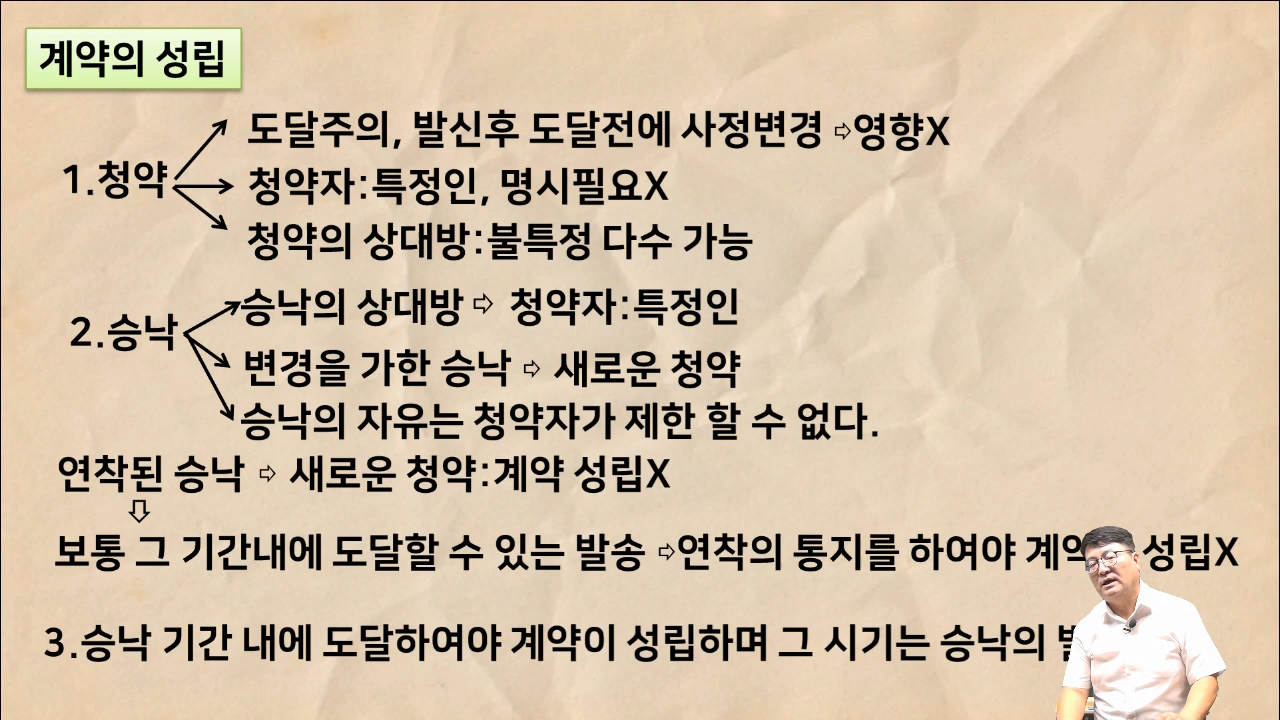 계약의 성립
도달주의, 발신후 도달전에 사정변경 ⇨영향X
1.청약
청약자:특정인, 명시필요X
청약의 상대방:불특정 다수 가능
승낙의 상대방 ⇨ 청약자:특정인
2.승낙
변경을 가한 승낙 ⇨ 새로운 청약
승낙의 자유는 청약자가 제한 할 수 없다.
연착된 승낙 ⇨ 새로운 청약:계약 성립X
⇩
보통 그 기간내에 도달할 수 있는 발송 ⇨연착의 통지를 하여야 성립X
3.승낙 기간 내에 도달하여야 계약이 성립하며 그 시기는 승낙의